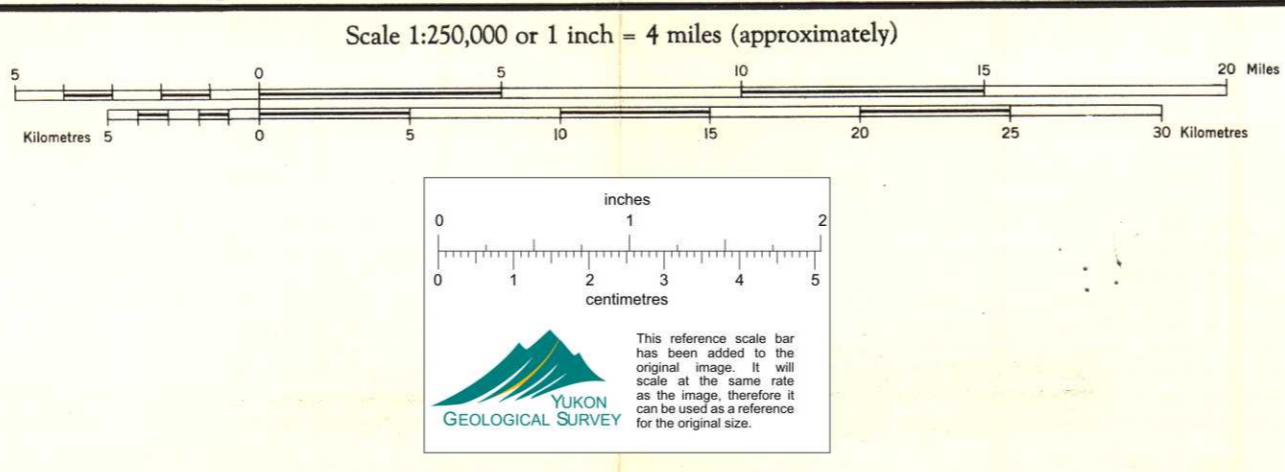 Scale 1:250,000 or 1 inch = 4 miles (approximately)
5 0 5 10 15 20 Miles
Kilometres 5 0 5 10 15 20 25 30 Kilometres
inches
0 1 2
0 1 2 3 4 5
centimetres
This reference scale bar
has been added to the
original image. It will
scale at the same rate
as the image, therefore it
can be used as a reference
for the original size.
YUKON
GEOLOGICAL SURVEY